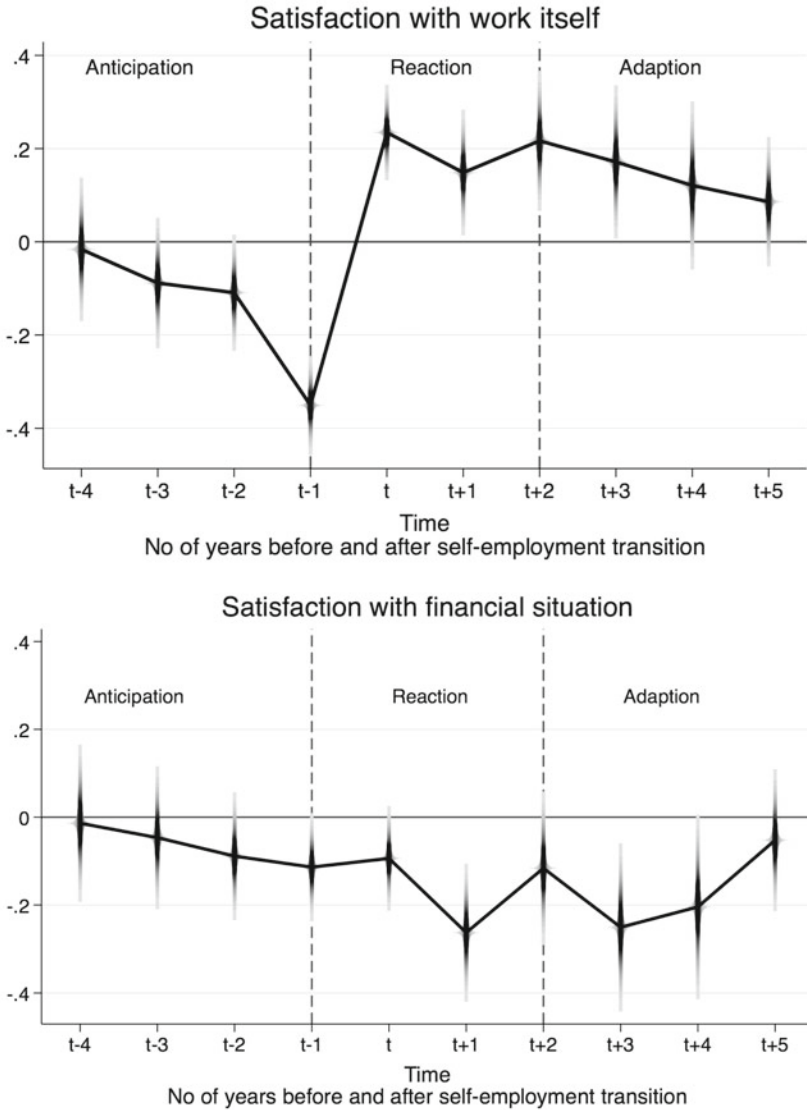 Satisfaction with work itself
Anticipation Reaction Adaption
.4
.2
0
-.2
-.4
t-4 t-3 t-2 t-1 t t+1 t+2 t+3 t+4 t+5
Time
No of years before and after self-employment transition
Satisfaction with financial situation
.4
Anticipation Reaction Adaption
.2
0
-.2
-.4
t-4 t-3 t-2 t-1 t t+1 t+2 t+3 t+4 t+5
Time
No of years before and after self-employment transition